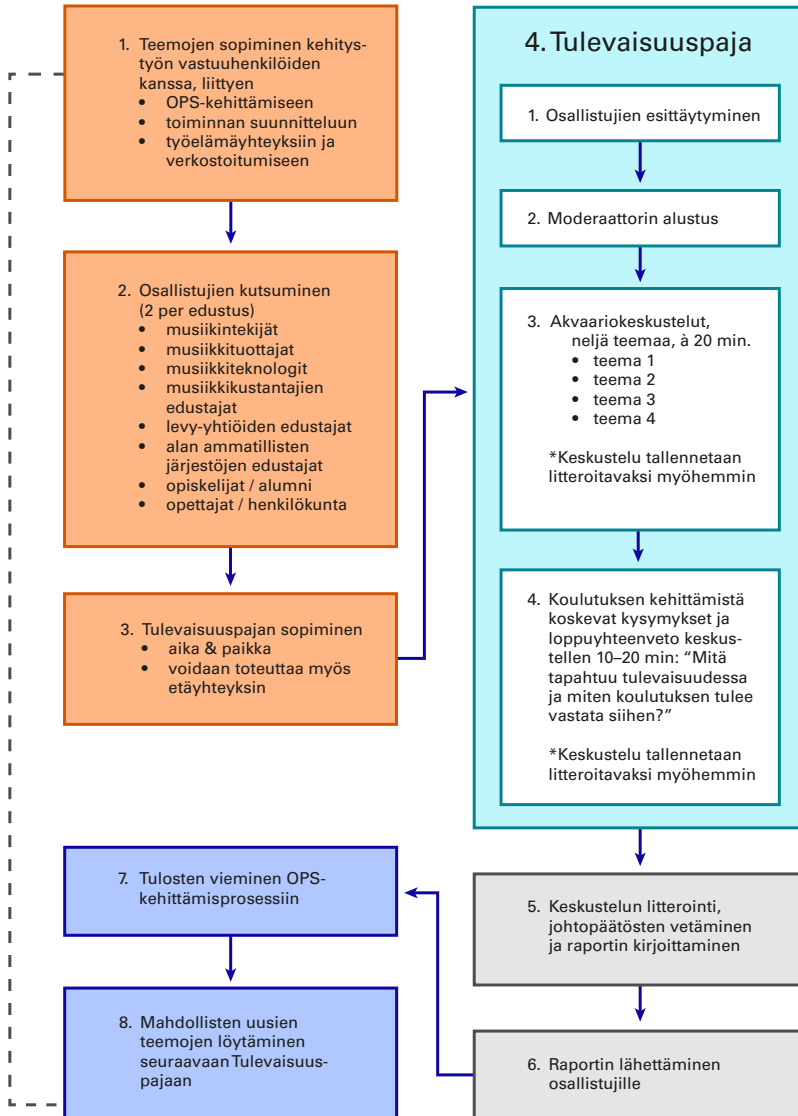 1. Teemojen sopiminen kehitys-
työn vastuuhenkilöiden
kanssa, liittyen
• OPS-kehittämiseen
• toiminnan suunnitteluun
• työelämäyhteyksiin ja
verkostoitumiseen
2. Osallistujien kutsuminen
(2 per edustus)
• musiikintekijät
• musiikkituottajat
• musiikkiteknologit
• musiikkikustantajien
edustajat
• levy-yhtiöiden edustajat
• alan ammatillisten
järjestöjen edustajat
• opiskelijat / alumni
• opettajat / henkilökunta
3. Tulevaisuuspajan sopiminen
• aika & paikka
• voidaan toteuttaa myös
etäyhteyksin
4. Tulevaisuuspaja
1. Osallistujien esittäytyminen
2. Moderaattorin alustus
3. Akvaariokeskustelut,
neljä teemaa, à 20 min.
• teema 1
• teema 2
• teema 3
• teema 4
*Keskustelu tallennetaan
litteroitavaksi myöhemmin
4. Koulutuksen kehittämistä
koskevat kysymykset ja
loppuyhteenveto keskus-
tellen 10–20 min: “Mitä
tapahtuu tulevaisuudessa
ja miten koulutuksen tulee
vastata siihen?”
*Keskustelu tallennetaan
litteroitavaksi myöhemmin
5. Keskustelun litterointi,
johtopäätösten vetäminen
ja raportin kirjoittaminen
6. Raportin lähettäminen
osallistujille
7. Tulosten vieminen OPS-
kehittämisprosessiin
8. Mahdollisten uusien
teemojen löytäminen
seuraavaan Tulevaisuus-
pajaan